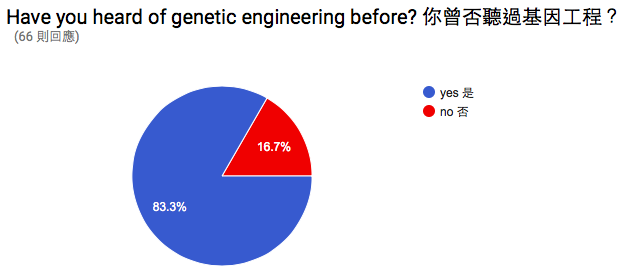 Have you heard of genetic engineering before? 你曾否聽過基因工程？
(66 則回應)
yes 是
no 否
16.7%
83.3%